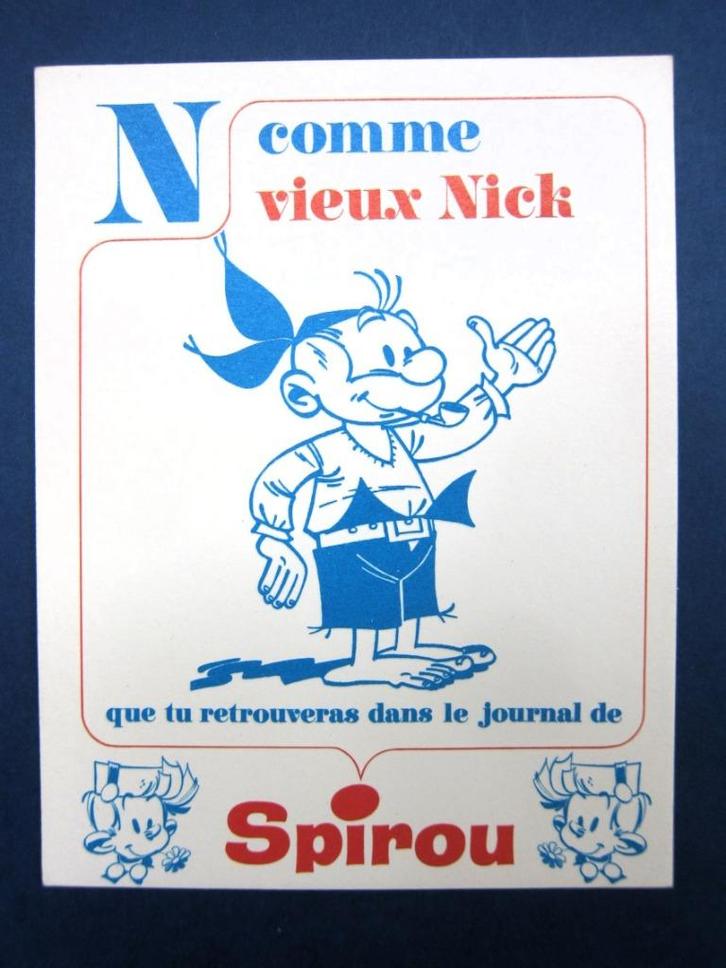 N comme
vieux Nick
que tu retrouveras dans le journal de
Spirou